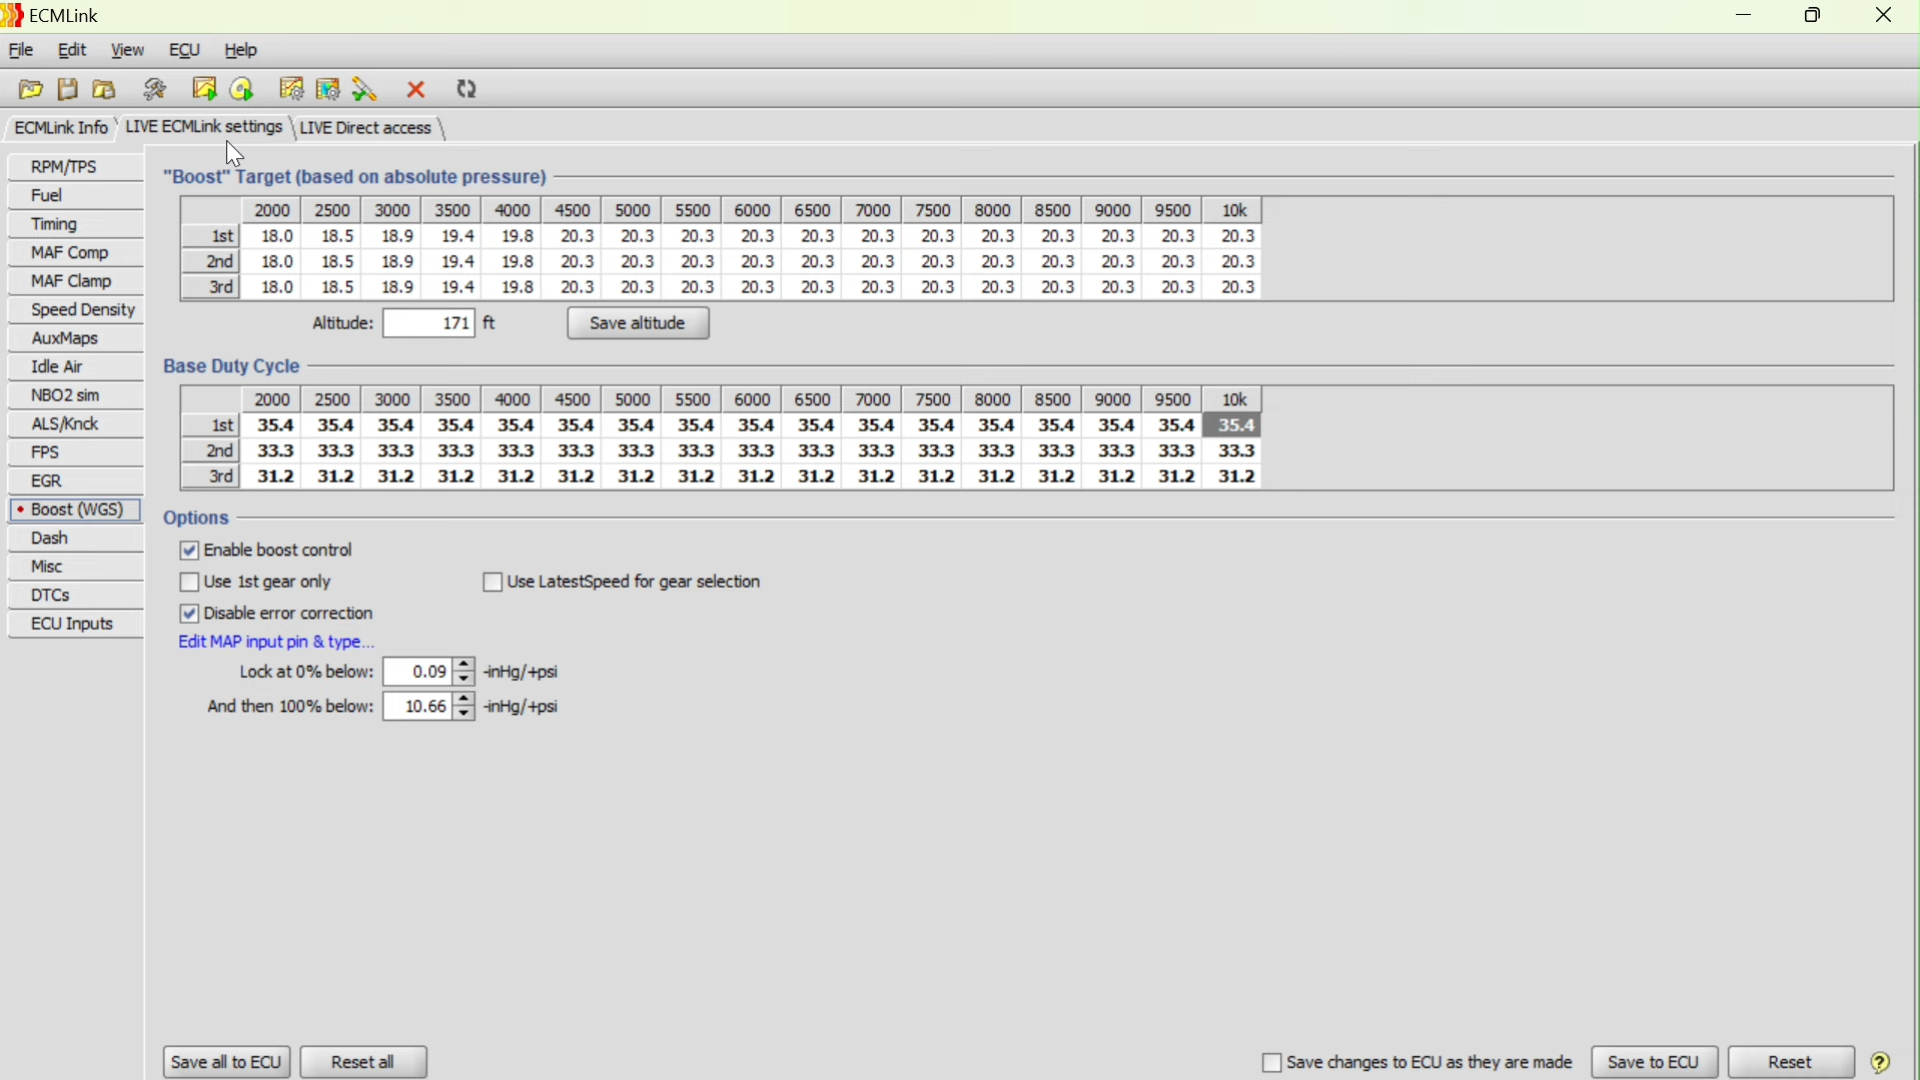 ECMLink
File Edit View ECU Help
ECMLink Info LIVE ECMLink settings LIVE Direct access
RPM/TPS
Fuel
Timing
MAF Comp
MAF Clamp
Speed Density
AuxMaps
Idle Air
NBO2 sim
ALS/Knck
FPS
EGR
Boost (WGS)
Dash
Misc
DTCs
ECU Inputs
"Boost" Target (based on absolute pressure)
2000 2500 3000 3500 4000 4500 5000 5500 6000 6500 7000 7500 8000 8500 9000 9500 10k
1st 18.0 18.5 18.9 19.4 19.8 20.3 20.3 20.3 20.3 20.3 20.3 20.3 20.3 20.3 20.3 20.3 20.3
2nd 18.0 18.5 18.9 19.4 19.8 20.3 20.3 20.3 20.3 20.3 20.3 20.3 20.3 20.3 20.3 20.3 20.3
3rd 18.0 18.5 18.9 19.4 19.8 20.3 20.3 20.3 20.3 20.3 20.3 20.3 20.3 20.3 20.3 20.3 20.3
Altitude: 171 ft Save altitude
Base Duty Cycle
2000 2500 3000 3500 4000 4500 5000 5500 6000 6500 7000 7500 8000 8500 9000 9500 10k
1st 35.4 35.4 35.4 35.4 35.4 35.4 35.4 35.4 35.4 35.4 35.4 35.4 35.4 35.4 35.4 35.4 35.4
2nd 33.3 33.3 33.3 33.3 33.3 33.3 33.3 33.3 33.3 33.3 33.3 33.3 33.3 33.3 33.3 33.3 33.3
3rd 31.2 31.2 31.2 31.2 31.2 31.2 31.2 31.2 31.2 31.2 31.2 31.2 31.2 31.2 31.2 31.2 31.2
Options
Enable boost control
Use 1st gear only Use LatestSpeed for gear selection
Disable error correction
Edit MAP input pin & type...
Lock at 0% below: 0.09 -inHg/+psi
And then 100% below: 10.66 -inHg/+psi
Save all to ECU Reset all Save changes to ECU as they are made Save to ECU Reset ?